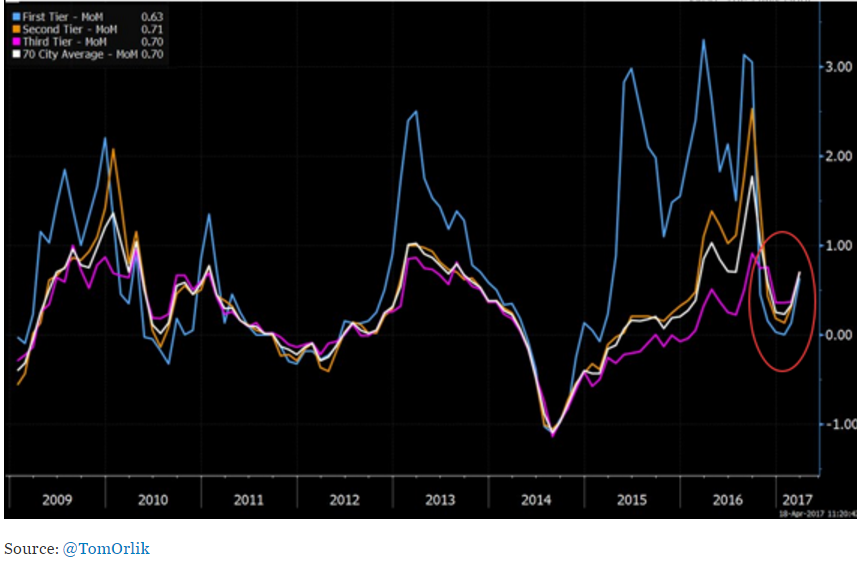 First Tier - MoM 0.63
Second Tier - MoM 0.71
Third Tier - MoM 0.70
70 City Average - MoM 0.70
3.00
2.00
1.00
0.00
-1.00
2009 2010 2011 2012 2013 2014 2015 2016 2017
18-Apr-2017 11:20:4
Source: @TomOrlik